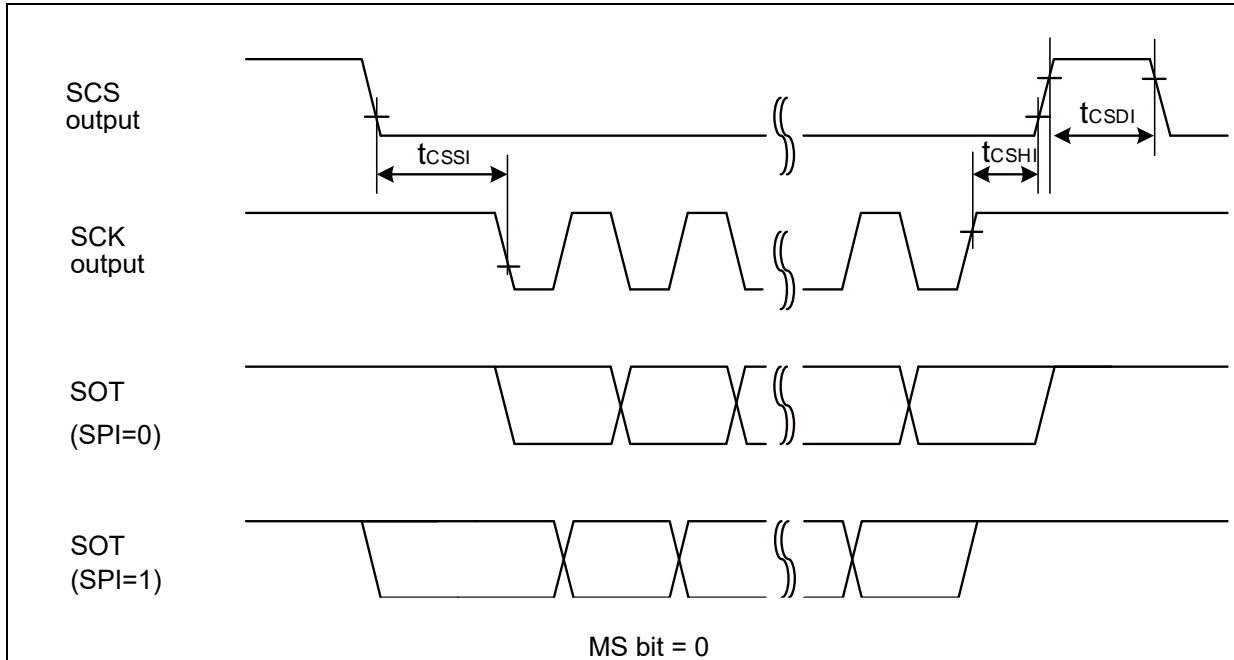 SCS
output
tCSSI
tCSHI
tCSDI
SCK
output
SOT
(SPI=0)
SOT
(SPI=1)
MS bit = 0